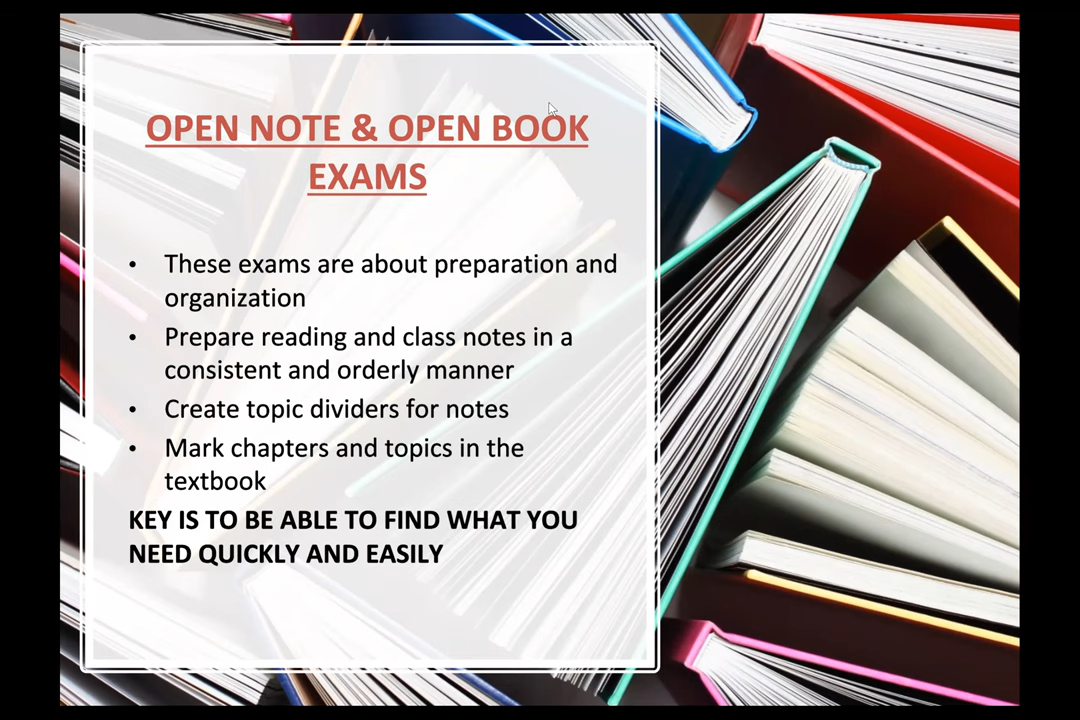 OPEN NOTE & OPEN BOOK
EXAMS
• These exams are about preparation and
organization
• Prepare reading and class notes in a
consistent and orderly manner
• Create topic dividers for notes
• Mark chapters and topics in the
textbook
KEY IS TO BE ABLE TO FIND WHAT YOU
NEED QUICKLY AND EASILY